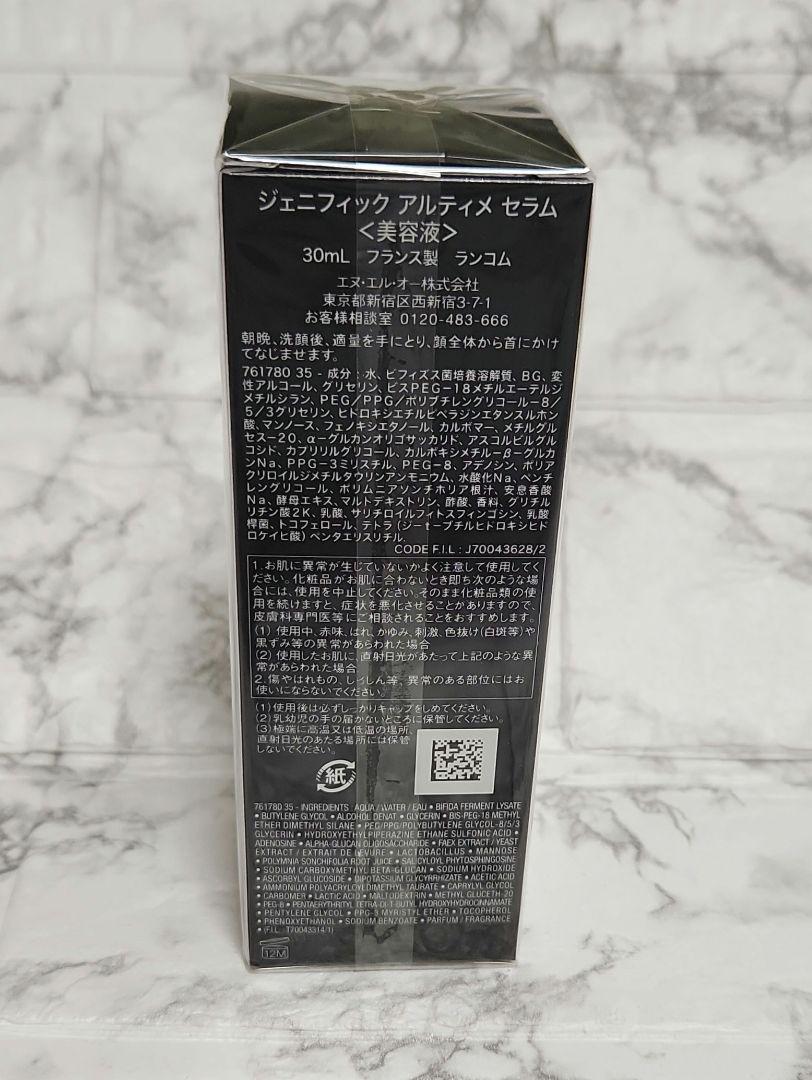 ジェニフィック アルティメ セラム
<美容液>
30mL フランス製 ランコム
エヌ・エル・オー株式会社
東京都新宿区西新宿3-7-1
お客様相談室 0120-483-666
朝晩、洗顔後、適量を手にとり、顔全体から首にかけ
てなじませます。
761780 35 - 成分：水、ビフィズス菌培養溶解質、BG、変
性アルコール、グリセリン、ビスPEG-18メチルエーテルジ
メチルシラン、PEG/PPG/ポリブチレングリコール-8/
5/3グリセリン、ヒドロキシエチルピペラジンエタンスルホン
酸、マンノース、フェノキシエタノール、カルボマー、メチルグル
セス-20、α-グルカンオリゴサッカリド、アスコルビルグル
コシド、カプリリルグリコール、カルボキシメチル-β-グルカ
ンNa、PPG-3ミリスチル、PEG-8、アデノシン、ポリア
クリロイルジメチルタウリンアンモニウム、水酸化Na、ペンチ
レングリコール、ポリムニアソンチホリア根汁、安息香酸
Na、酵母エキス、マルトデキストリン、酢酸、香料、グリチル
リチン酸2K、乳酸、サリチロイルフィトスフィンゴシン、乳酸
桿菌、トコフェロール、テトラ(ジ-t-ブチルヒドロキシヒド
ロケイヒ酸)ペンタエリスリチル.
CODE F.I.L : J70043628/2
1.お肌に異常が生じていないかよく注意して使用してく
ださい。化粧品がお肌に合わないとき即ち次のような場
合には、使用を中止してください。そのまま化粧品類の使
用を続けますと、症状を悪化させることがありますので、
皮膚科専門医等にご相談されることをおすすめします。
(1) 使用中、赤味、はれ、かゆみ、刺激、色抜け(白斑等)や
黒ずみ等の異常があらわれた場合
(2) 使用したお肌に、直射日光があたって上記のような異
常があらわれた場合
2.傷やはれもの、しっしん等、異常のある部位にはお
使いにならないでください。
(1)使用後は必ずしっかりキャップをしめてください。
(2)乳幼児の手の届かないところに保管してください。
(3)極端に高温又は低温の場所、
直射日光のあたる場所には保管
しないでください。
紙
761780 35 - INGREDIENTS : AQUA / WATER / EAU • BIFIDA FERMENT LYSATE
• BUTYLENE GLYCOL • ALCOHOL DENAT. • GLYCERIN • BIS-PEG-18 METHYL
ETHER DIMETHYL SILANE • PEG/PPG/POLYBUTYLENE GLYCOL-8/5/3
GLYCERIN • HYDROXYETHYLPIPERAZINE ETHANE SULFONIC ACID •
ADENOSINE • ALPHA-GLUCAN OLIGOSACCHARIDE • FAEX EXTRACT / YEAST
EXTRACT / EXTRAIT DE LEVURE • LACTOBACILLUS • MANNOSE
• POLYMNIA SONCHIFOLIA ROOT JUICE • SALICYLOYL PHYTOSPHINGOSINE
• SODIUM CARBOXYMETHYL BETA-GLUCAN • SODIUM HYDROXIDE
• ASCORBYL GLUCOSIDE • DIPOTASSIUM GLYCYRRHIZATE • ACETIC ACID
• AMMONIUM POLYACRYLOYLDIMETHYL TAURATE • CAPRYLYL GLYCOL
• CARBOMER • LACTIC ACID • MALTODEXTRIN • METHYL GLUCETH-20
• PEG-8 • PENTAERYTHRITYL TETRA-DI-T-BUTYL HYDROXYHYDROCINNAMATE
• PENTYLENE GLYCOL • PPG-3 MYRISTYL ETHER • TOCOPHEROL
• PHENOXYETHANOL • SODIUM BENZOATE • PARFUM / FRAGRANCE
• (F.I.L. T70043314/1)
12M